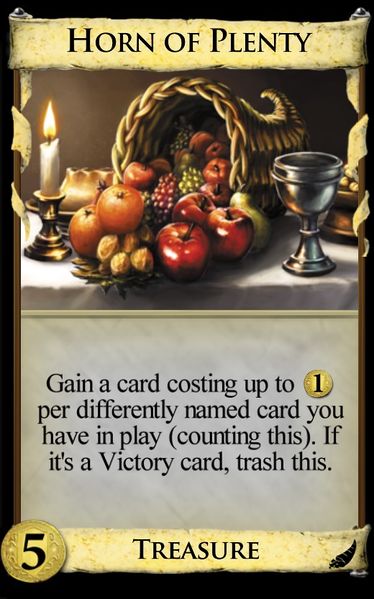 HORN OF PLENTY
Gain a card costing up to 1
per differently named card you
have in play (counting this). If
it's a Victory card, trash this.
5
TREASURE